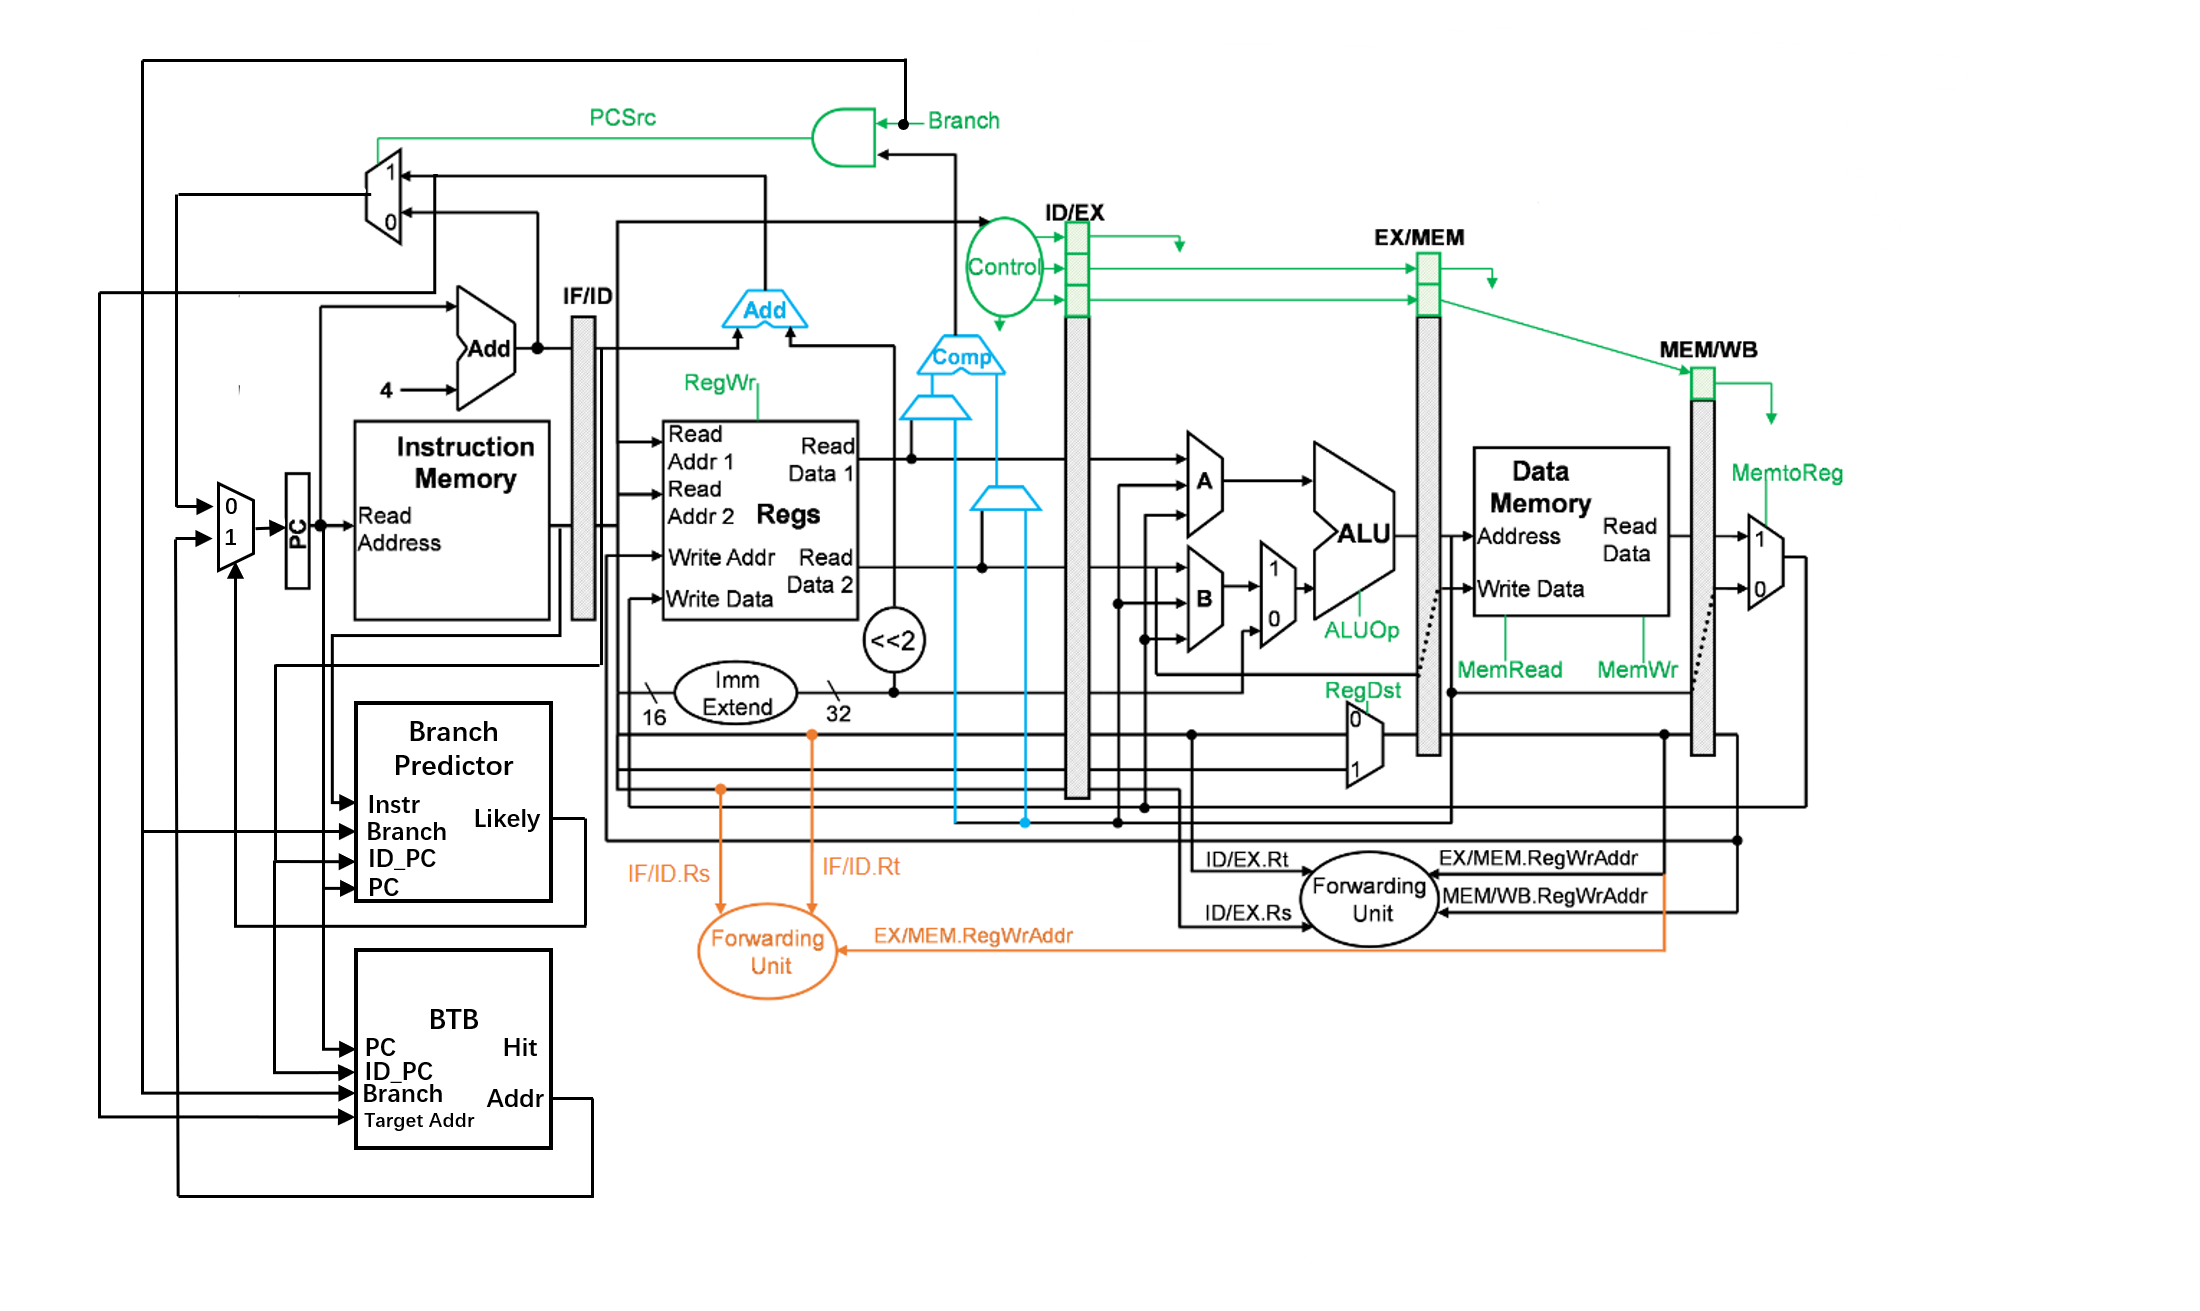 PCSrc
Branch
1
0
ID/EX
Control
EX/MEM
IF/ID
Add
Add
4
Comp
MEM/WB
RegWr
Instruction
Memory
Read
Address
Read
Addr 1
Read
Addr 2
Regs
Write Addr
Write Data
Read
Data 1
Read
Data 2
0
1
PC
A
B
1
0
ALU
ALUOp
Data
Memory
Address
Write Data
Read
Data
MemRead
MemWr
MemtoReg
1
0
<<2
Imm
Extend
16
32
RegDst
0
1
Branch
Predictor
Instr
Branch
ID_PC
PC
Likely
IF/ID.Rs
IF/ID.Rt
Forwarding
Unit
EX/MEM.RegWrAddr
ID/EX.Rt
ID/EX.Rs
Forwarding
Unit
EX/MEM.RegWrAddr
MEM/WB.RegWrAddr
BTB
PC
ID_PC
Branch
Target Addr
Hit
Addr